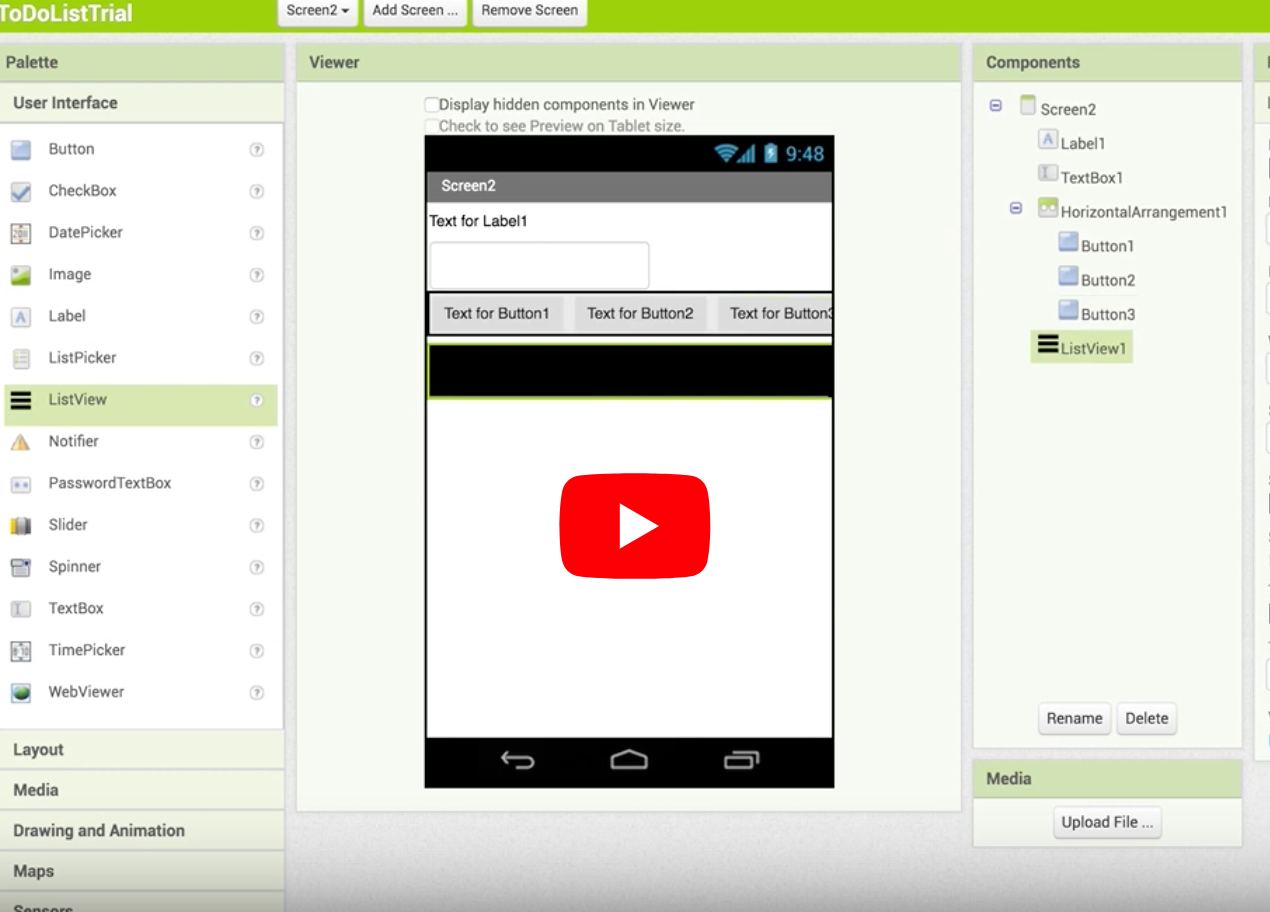 ToDoListTrial
Screen2
Add Screen ...
Remove Screen
Palette
User Interface
Button
CheckBox
DatePicker
Image
Label
ListPicker
ListView
Notifier
PasswordTextBox
Slider
Spinner
TextBox
TimePicker
WebViewer
Layout
Media
Drawing and Animation
Maps
Sensors
Viewer
Display hidden components in Viewer
Check to see Preview on Tablet size.
9:48
Screen2
Text for Label1
Text for Button1
Text for Button2
Text for Button3
Components
Screen2
Label1
TextBox1
HorizontalArrangement1
Button1
Button2
Button3
ListView1
Rename
Delete
Media
Upload File ...